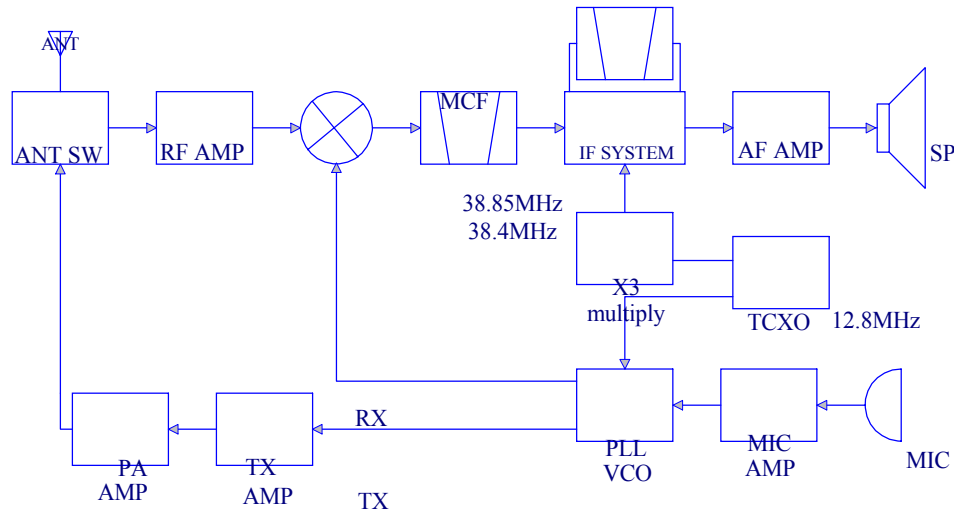 ANT
MCF
ANT SW
RF AMP
IF SYSTEM
AF AMP
SP
38.85MHz
38.4MHz
X3
multiply
TCXO
12.8MHz
RX
PA
AMP
TX
AMP
TX
PLL
VCO
MIC
AMP
MIC